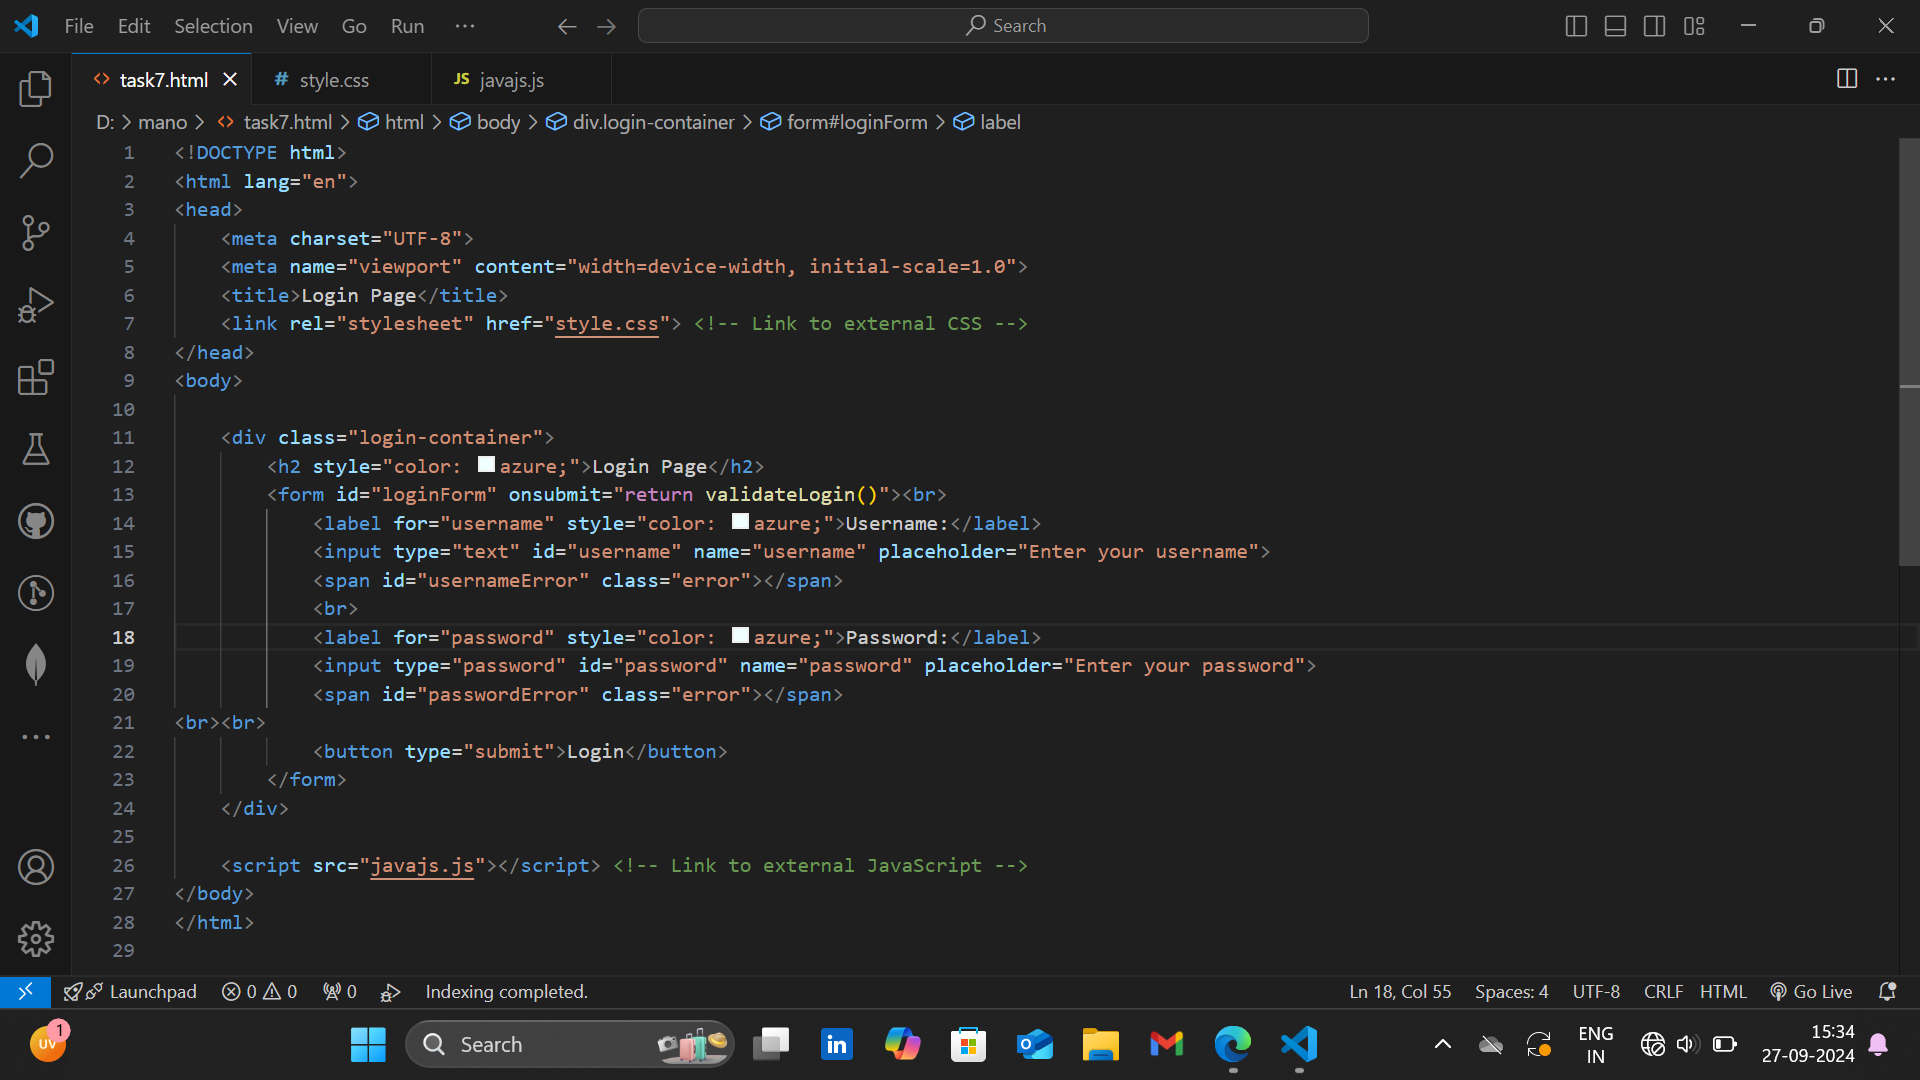 File Edit Selection View Go Run ··· Search
task7.html # style.css JS javajs.js
D: > mano > task7.html > html > body > div.login-container > form#loginForm > label
1 <!DOCTYPE html>
2 <html lang="en">
3 <head>
4 <meta charset="UTF-8">
5 <meta name="viewport" content="width=device-width, initial-scale=1.0">
6 <title>Login Page</title>
7 <link rel="stylesheet" href="style.css"> <!-- Link to external CSS -->
8 </head>
9 <body>
10
11 <div class="login-container">
12 <h2 style="color: azure;">Login Page</h2>
13 <form id="loginForm" onsubmit="return validateLogin()"><br>
14 <label for="username" style="color: azure;">Username:</label>
15 <input type="text" id="username" name="username" placeholder="Enter your username">
16 <span id="usernameError" class="error"></span>
17 <br>
18 <label for="password" style="color: azure;">Password:</label>
19 <input type="password" id="password" name="password" placeholder="Enter your password">
20 <span id="passwordError" class="error"></span>
21 <br><br>
22 <button type="submit">Login</button>
23 </form>
24 </div>
25
26 <script src="javajs.js"></script> <!-- Link to external JavaScript -->
27 </body>
28 </html>
29
Launchpad 0 0 0 Indexing completed. Ln 18, Col 55 Spaces: 4 UTF-8 CRLF HTML Go Live
UV 1 Search in ENG IN 15:34
27-09-2024